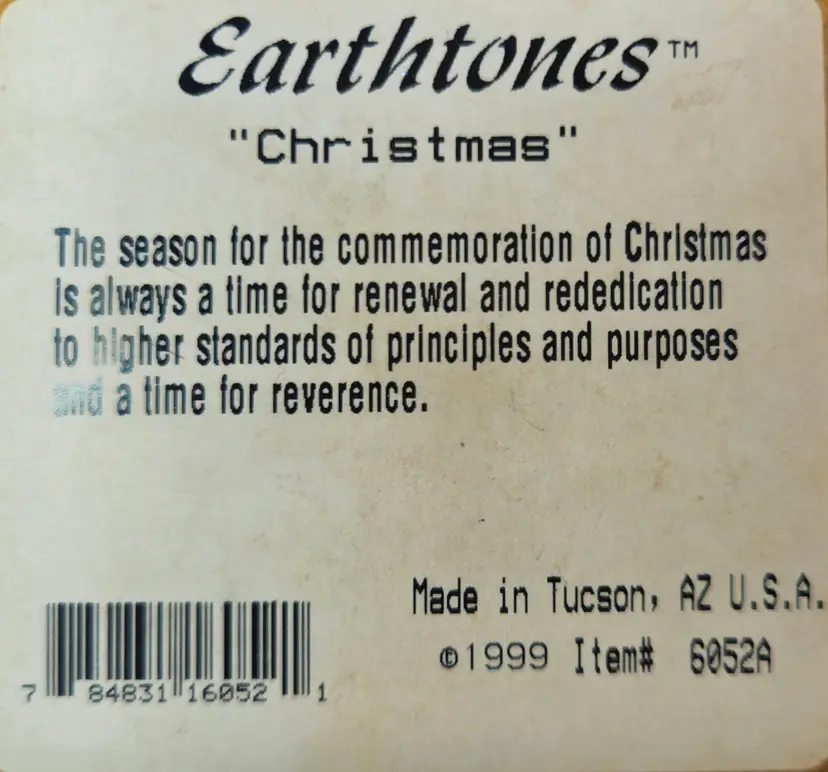 Earthtones™
"Christmas"
The season for the commemoration of Christmas
is always a time for renewal and rededication
to higher standards of principles and purposes
and a time for reverence.
Made in Tucson, AZ U.S.A.
©1999 Item# 6052A
7 84831 16052 1